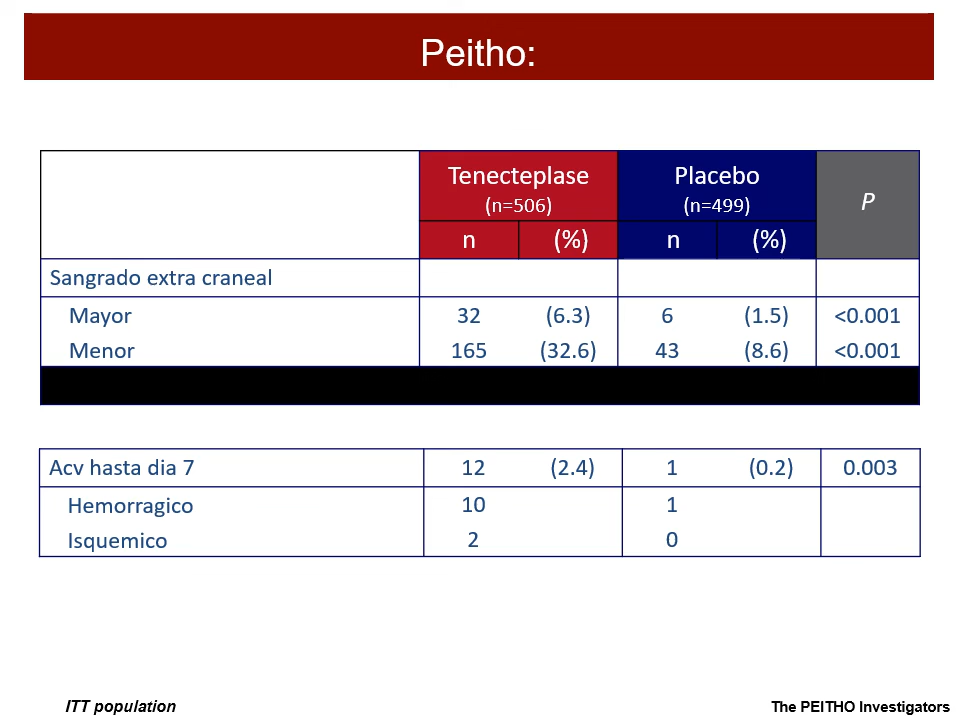 Peitho:
Tenecteplase Placebo P
(n=506) (n=499)
n (%) n (%)
Sangrado extra craneal
Mayor 32 (6.3) 6 (1.5) <0.001
Menor 165 (32.6) 43 (8.6) <0.001
Acv hasta dia 7 12 (2.4) 1 (0.2) 0.003
Hemorragico 10 1
Isquemico 2 0
ITT population The PEITHO Investigators